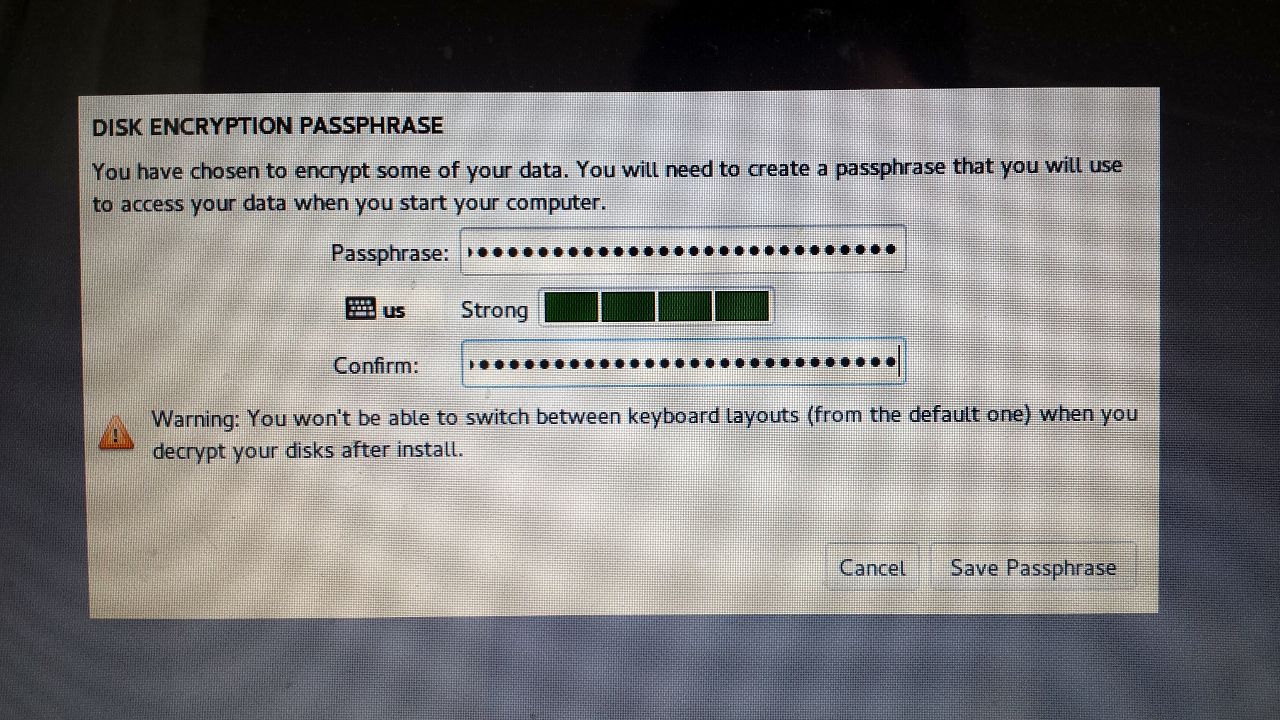 DISK ENCRYPTION PASSPHRASE
You have chosen to encrypt some of your data. You will need to create a passphrase that you will use
to access your data when you start your computer.
Passphrase: ●●●●●●●●●●●●●●●●●●●●●●●●●●●●●
us Strong
Confirm: ●●●●●●●●●●●●●●●●●●●●●●●●●●●●●
Warning: You won't be able to switch between keyboard layouts (from the default one) when you
decrypt your disks after install.
Cancel Save Passphrase